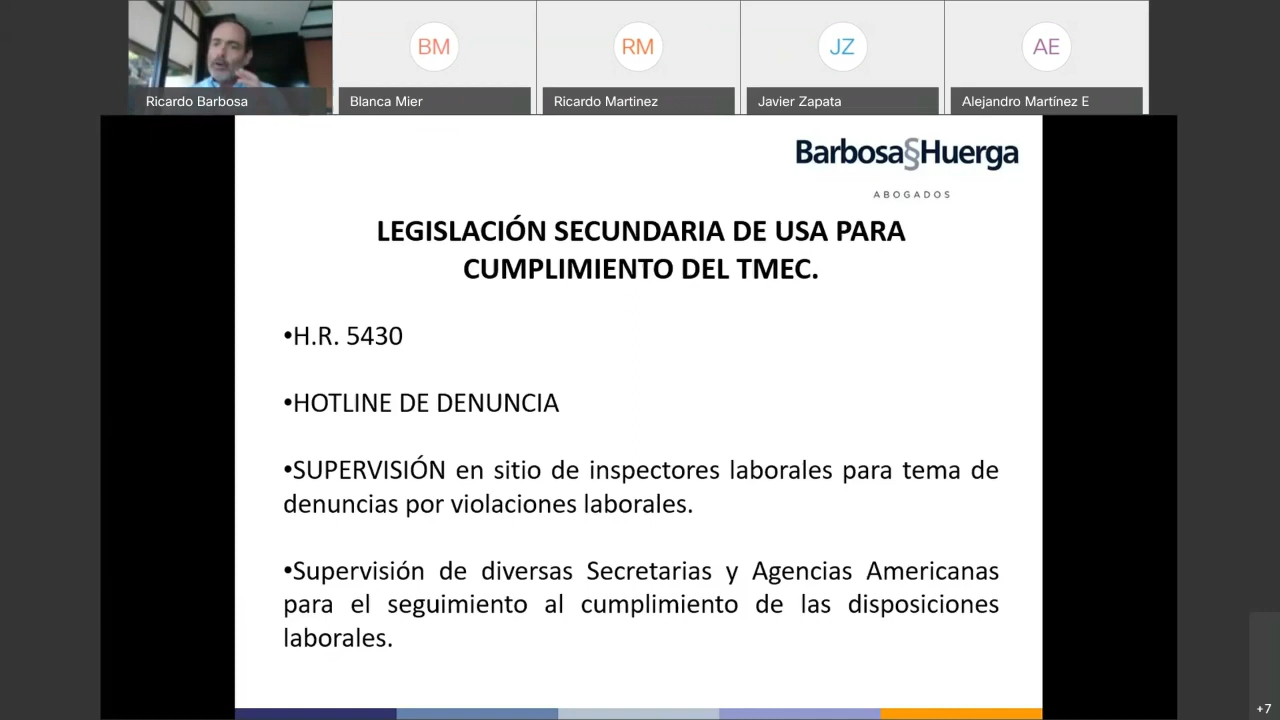 BM
RM
JZ
AE
Ricardo Barbosa
Blanca Mier
Ricardo Martinez
Javier Zapata
Alejandro Martínez E
Barbosa§Huerga
ABOGADOS
LEGISLACIÓN SECUNDARIA DE USA PARA
CUMPLIMIENTO DEL TMEC.
•H.R. 5430
•HOTLINE DE DENUNCIA
•SUPERVISIÓN en sitio de inspectores laborales para tema de
denuncias por violaciones laborales.
•Supervisión de diversas Secretarias y Agencias Americanas
para el seguimiento al cumplimiento de las disposiciones
laborales.
+7